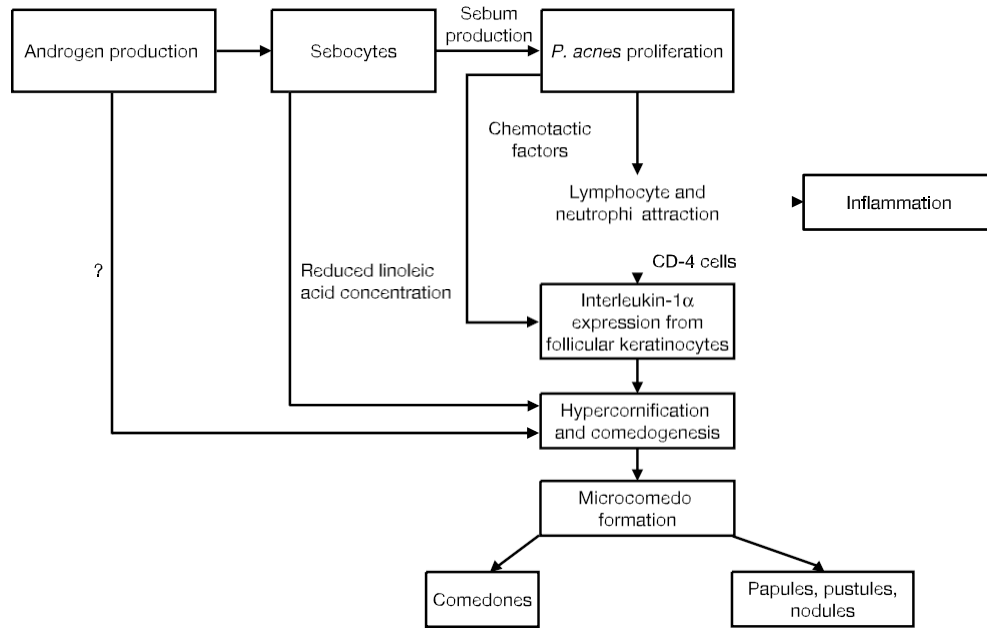 Sebum
production
Androgen production
Sebocytes
P. acnes proliferation
Chemotactic
factors
Lymphocyte and
neutrophi attraction
Inflammation
?
Reduced linoleic
acid concentration
CD-4 cells
Interleukin-1α
expression from
follicular keratinocytes
Hypercornification
and comedogenesis
Microcomedo
formation
Comedones
Papules, pustules,
nodules